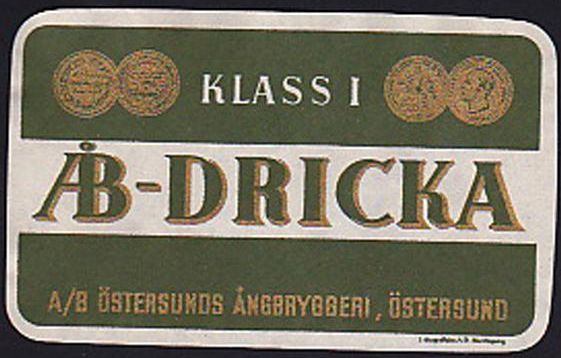 KLASS I
ÅB-DRICKA
A/B ÖSTERSUNDS ÅNGBRYGGERI, ÖSTERSUND